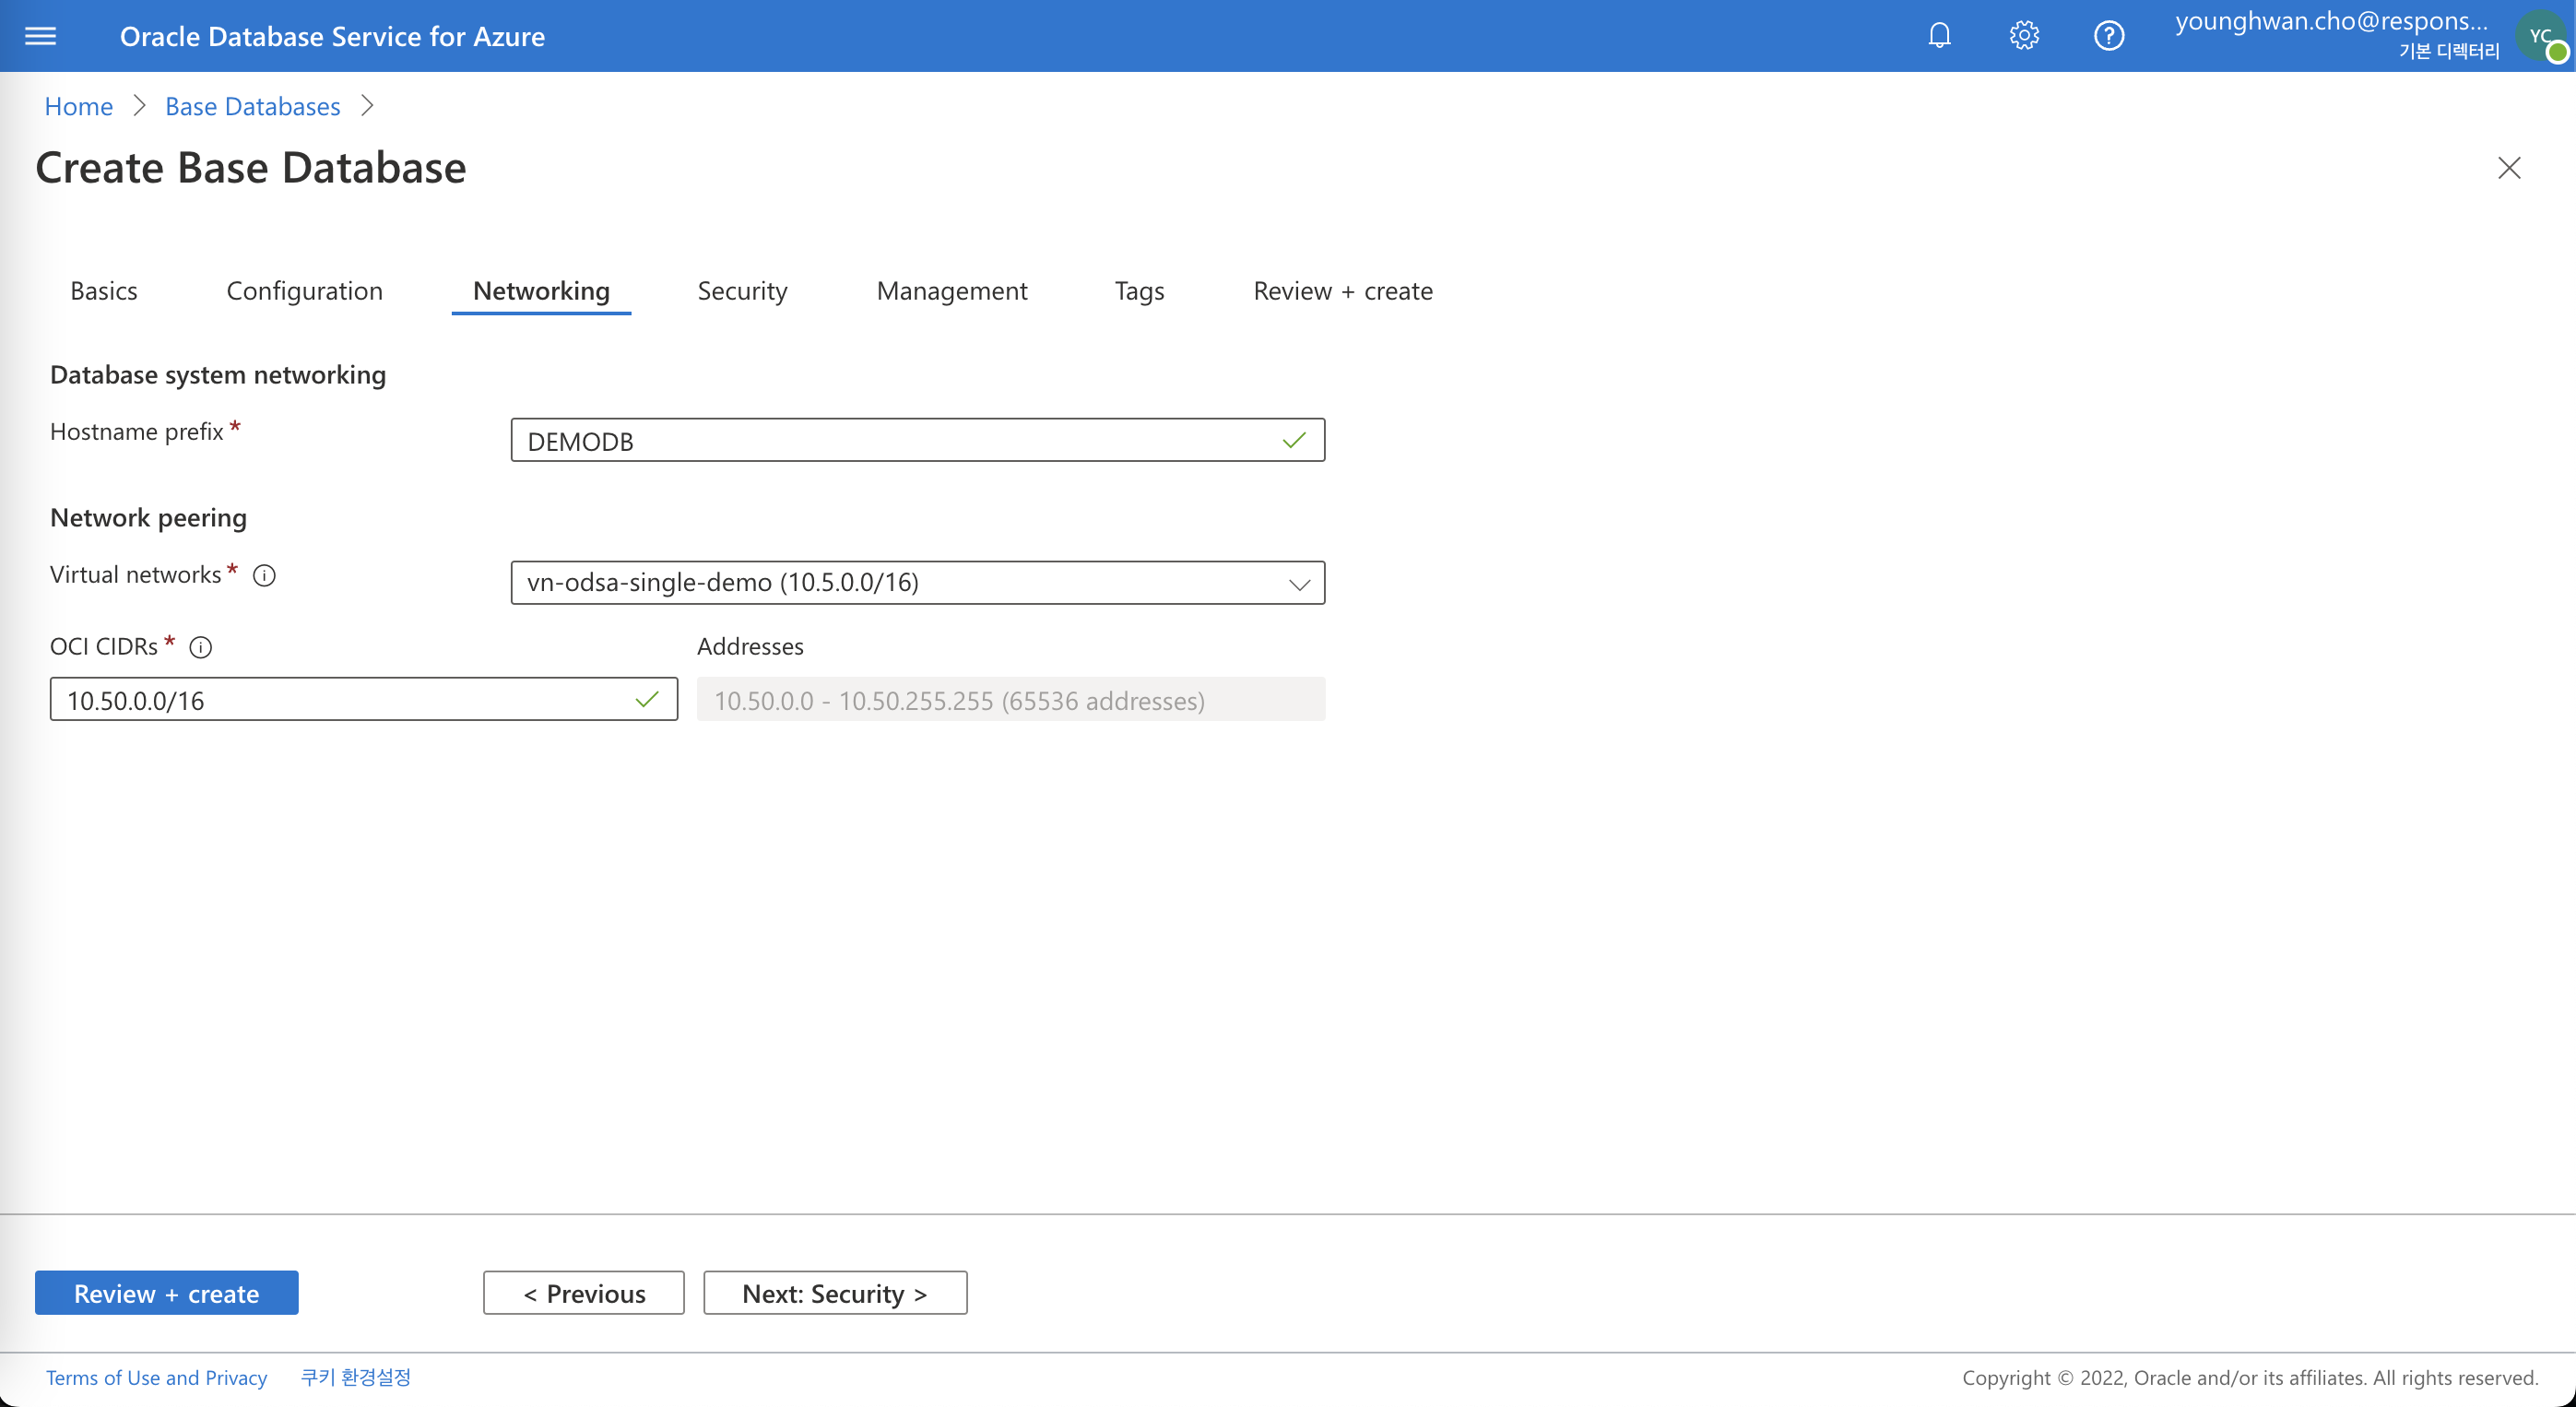 Oracle Database Service for Azure
younghwan.cho@respons...
기본 디렉터리
YC
Home > Base Databases >
Create Base Database
Basics Configuration Networking Security Management Tags Review + create
Database system networking
Hostname prefix * DEMODB
Network peering
Virtual networks * vn-odsa-single-demo (10.5.0.0/16)
OCI CIDRs * Addresses
10.50.0.0/16 10.50.0.0 - 10.50.255.255 (65536 addresses)
Review + create < Previous Next: Security >
Terms of Use and Privacy 쿠키 환경설정 Copyright © 2022, Oracle and/or its affiliates. All rights reserved.